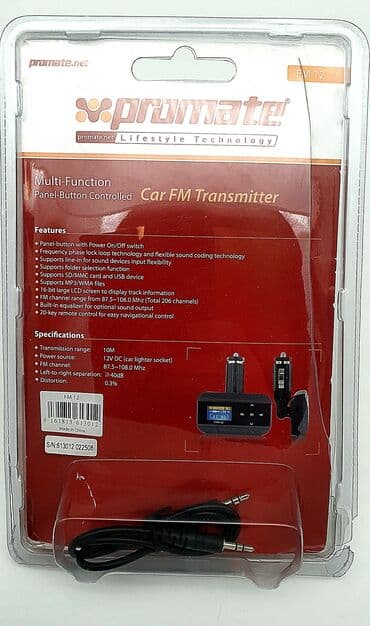 promate.net
FM 12
promate®
promate.net Lifestyle Technology
Multi-Function
Panel-Button Controlled Car FM Transmitter
Features
• Panel-button with Power On/Off switch
• Frequency phase lock loop technology and flexible sound coding technology
• Supports line-in for sound devices input flexibility
• Supports folder selection function
• Supports SD/MMC card and USB device
• Supports MP3/WMA files
• 16-bit large LCD screen to display track information
• FM channel range from 87.5~108.0 Mhz (Total 206 channels)
• Built-in equalizer for optional sound output
• 20-key remote control for easy navigational control
Specifications
• Transmission range: 10M
• Power source: 12V DC (car lighter socket)
• FM channel: 87.5~108.0 Mhz
• Left-to-right separation: ≥40dB
• Distortion: 0.3%
FM 12
9 161815 613012
Made in China
S/N:613012 022508